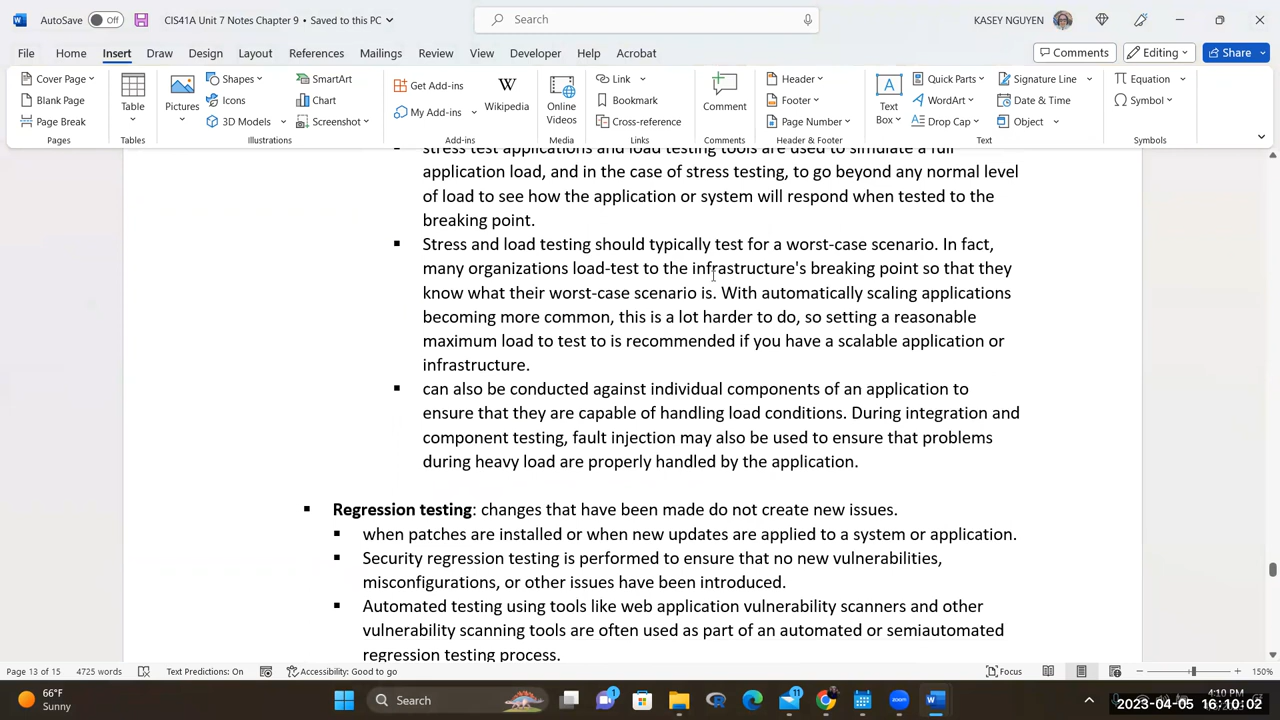 AutoSave Off CIS41A Unit 7 Notes Chapter 9 • Saved to this PC Search KASEY NGUYEN
File Home Insert Draw Design Layout References Mailings Review View Developer Help Acrobat Comments Editing Share
Cover Page
Blank Page
Page Break
Pages
Table
Tables
Pictures
Shapes
Icons
3D Models
SmartArt
Chart
Screenshot
Illustrations
Get Add-ins
My Add-ins
Wikipedia
Add-ins
Online
Videos
Media
Link
Bookmark
Cross-reference
Links
Comment
Comments
Header
Footer
Page Number
Header & Footer
Text
Box
Quick Parts
WordArt
Drop Cap
Signature Line
Date & Time
Object
Text
Equation
Symbol
Symbols
stress test applications and load testing tools are used to simulate a full
application load, and in the case of stress testing, to go beyond any normal level
of load to see how the application or system will respond when tested to the
breaking point.
▪ Stress and load testing should typically test for a worst-case scenario. In fact,
many organizations load-test to the infrastructure's breaking point so that they
know what their worst-case scenario is. With automatically scaling applications
becoming more common, this is a lot harder to do, so setting a reasonable
maximum load to test to is recommended if you have a scalable application or
infrastructure.
▪ can also be conducted against individual components of an application to
ensure that they are capable of handling load conditions. During integration and
component testing, fault injection may also be used to ensure that problems
during heavy load are properly handled by the application.
▪ Regression testing: changes that have been made do not create new issues.
▪ when patches are installed or when new updates are applied to a system or application.
▪ Security regression testing is performed to ensure that no new vulnerabilities,
misconfigurations, or other issues have been introduced.
▪ Automated testing using tools like web application vulnerability scanners and other
vulnerability scanning tools are often used as part of an automated or semiautomated
regression testing process.
Page 13 of 15 4725 words Text Predictions: On Accessibility: Good to go Focus 150%
66°F
Sunny
Search
1
11
4:10 PM
2023-04-05 16:10:02